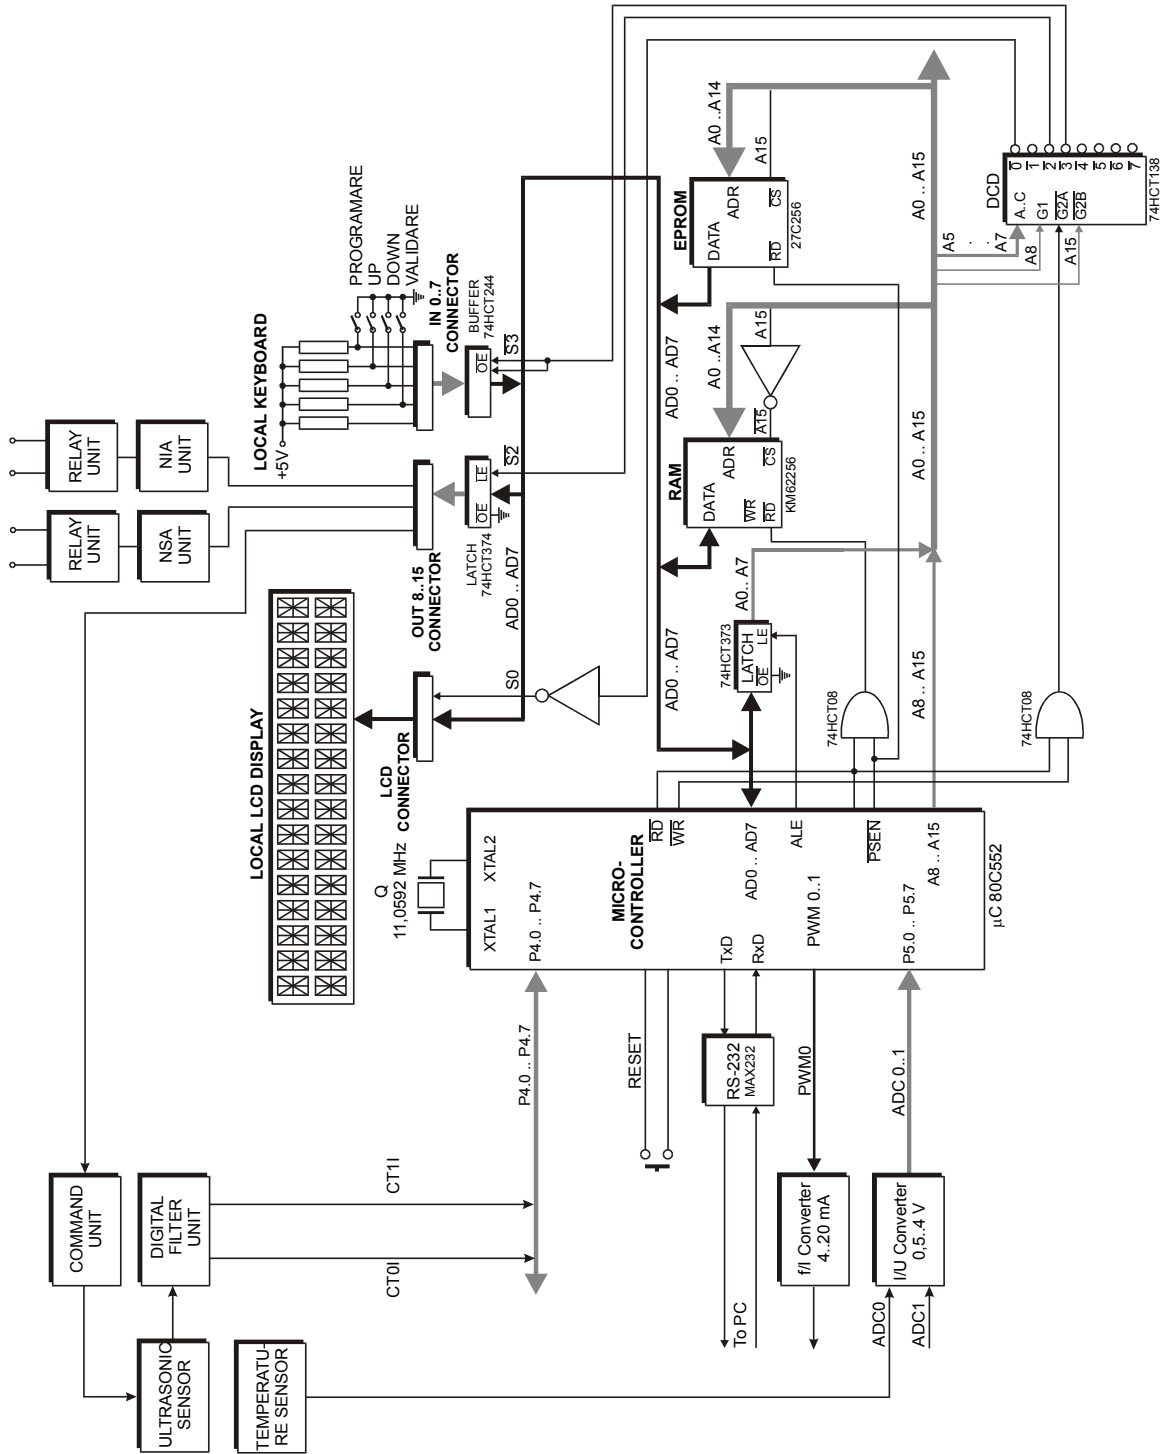 RELAY
UNIT
RELAY
UNIT
NIA
UNIT
NSA
UNIT
LOCAL KEYBOARD
+5V
PROGRAMARE
UP
DOWN
VALIDARE
IN 0..7
CONNECTOR
BUFFER
74HCT244
OE
S3
OUT 8..15
CONNECTOR
LATCH
74HCT374
OE
LE
S2
AD0 .. AD7
LOCAL LCD DISPLAY
LCD
CONNECTOR
S0
COMMAND
UNIT
DIGITAL
FILTER
UNIT
ULTRASONIC
SENSOR
TEMPERATU-
RE SENSOR
CT0I
CT1I
P4.0 .. P4.7
Q
11,0592 MHz
XTAL1
XTAL2
P4.0 .. P4.7
MICRO-
CONTROLLER
RD
WR
TxD
RxD
AD0 .. AD7
PWM 0..1
ALE
PSEN
P5.0 .. P5.7
A8 .. A15
µC 80C552
RESET
RS-232
MAX232
To PC
PWM0
f/I Converter
4..20 mA
I/U Converter
0,5..4 V
ADC 0..1
ADC0
ADC1
AD0 .. AD7
74HCT373
LATCH
OE
LE
A0 .. A7
74HCT08
A8 .. A15
74HCT08
RAM
DATA
ADR
WR
RD
CS
KM62256
A15
A15
A0 .. A14
AD0 .. AD7
A0 .. A15
EPROM
DATA
ADR
RD
CS
27C256
A15
A0 ..A14
A0 .. A15
A5
.
.
A7
A8
A15
DCD
A..C
G1
G2A
G2B
0
1
2
3
4
5
6
7
74HCT138